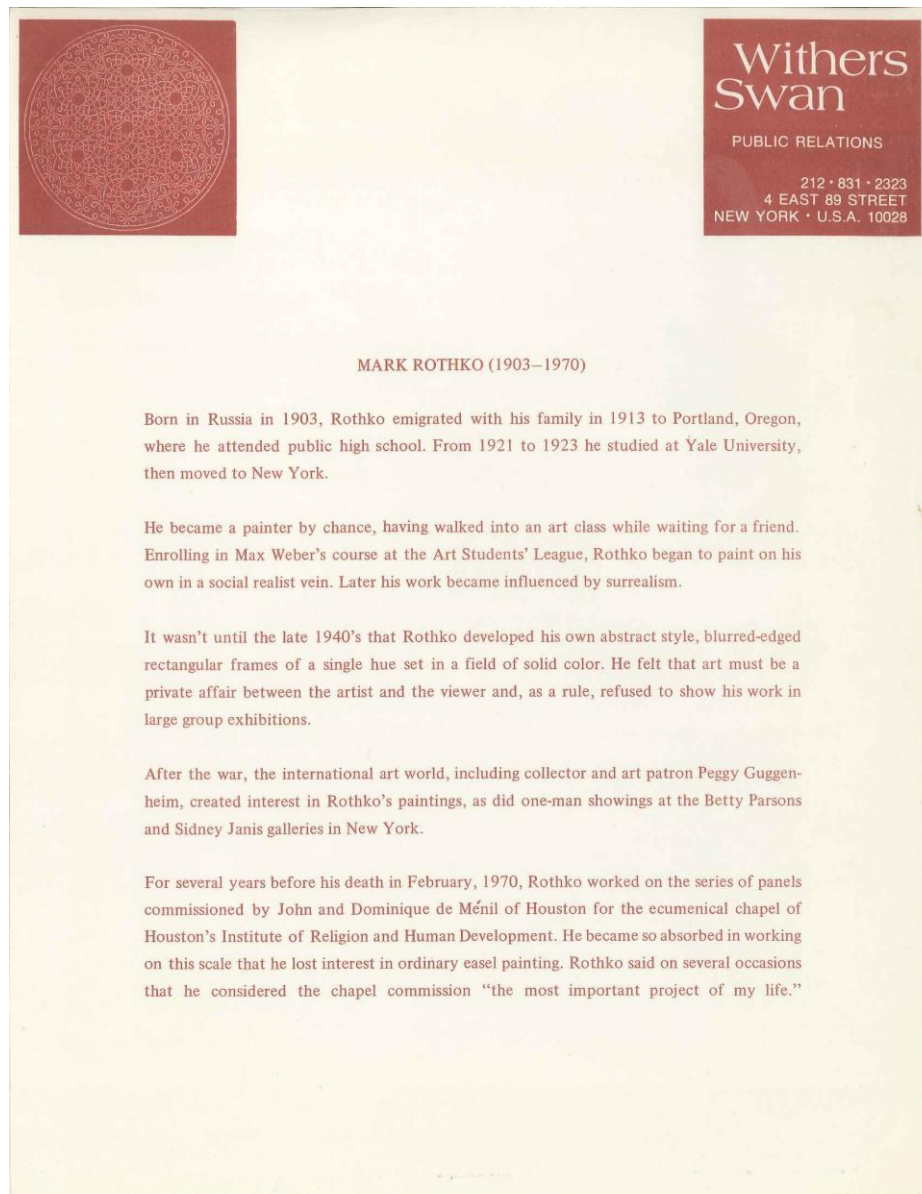 Withers
Swan
PUBLIC RELATIONS
212 • 831 • 2323
4 EAST 89 STREET
NEW YORK • U.S.A. 10028
MARK ROTHKO (1903–1970)
Born in Russia in 1903, Rothko emigrated with his family in 1913 to Portland, Oregon,
where he attended public high school. From 1921 to 1923 he studied at Yale University,
then moved to New York.
He became a painter by chance, having walked into an art class while waiting for a friend.
Enrolling in Max Weber's course at the Art Students' League, Rothko began to paint on his
own in a social realist vein. Later his work became influenced by surrealism.
It wasn't until the late 1940's that Rothko developed his own abstract style, blurred-edged
rectangular frames of a single hue set in a field of solid color. He felt that art must be a
private affair between the artist and the viewer and, as a rule, refused to show his work in
large group exhibitions.
After the war, the international art world, including collector and art patron Peggy Guggen-
heim, created interest in Rothko's paintings, as did one-man showings at the Betty Parsons
and Sidney Janis galleries in New York.
For several years before his death in February, 1970, Rothko worked on the series of panels
commissioned by John and Dominique de Ménil of Houston for the ecumenical chapel of
Houston's Institute of Religion and Human Development. He became so absorbed in working
on this scale that he lost interest in ordinary easel painting. Rothko said on several occasions
that he considered the chapel commission "the most important project of my life."